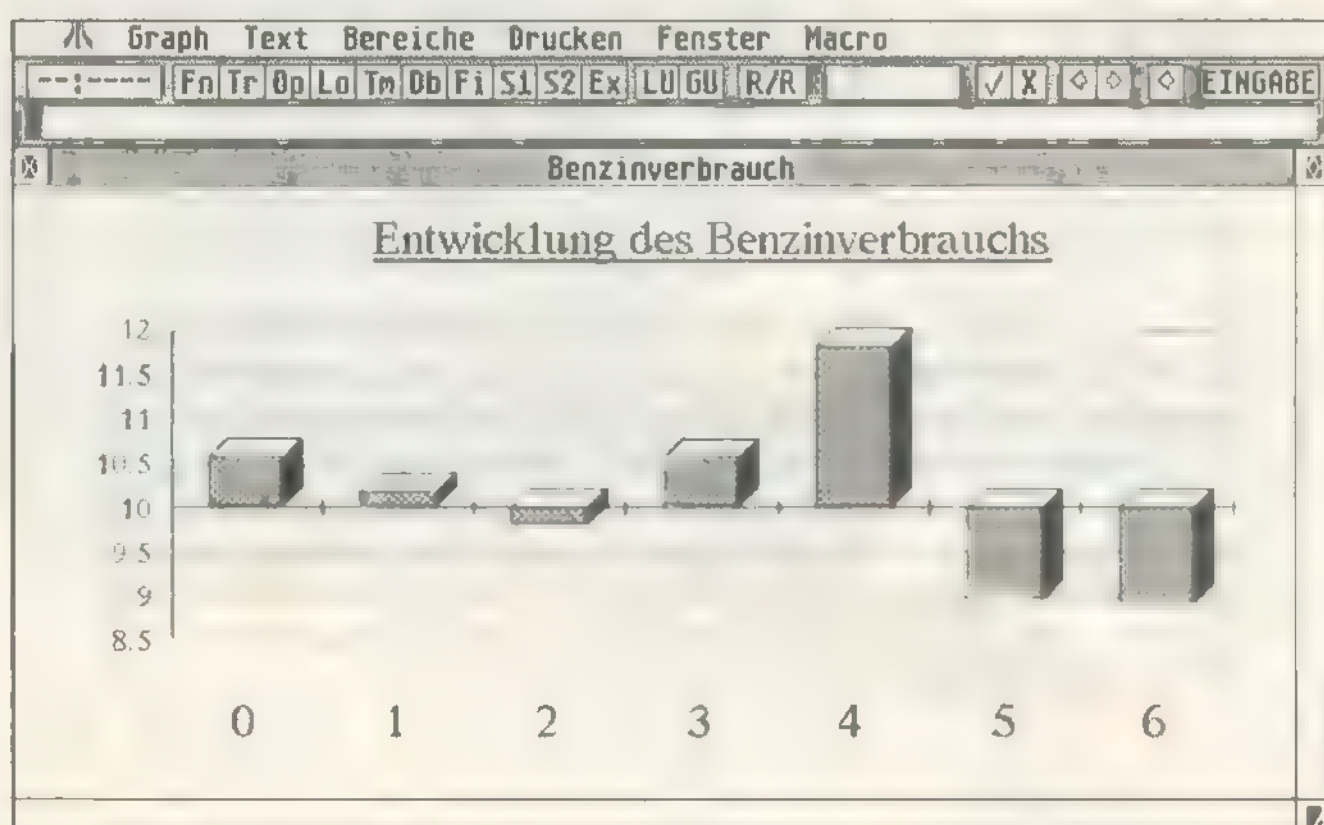 Graph Text Bereiche Drucken Fenster Macro
--:---- Fn Tr Op Lo Tm Db Fi S1 S2 Ex LU GU R/R √ X EINGABE
Benzinverbrauch
Entwicklung des Benzinverbrauchs
12
11.5
11
10.5
10
9.5
9
8.5
0 1 2 3 4 5 6